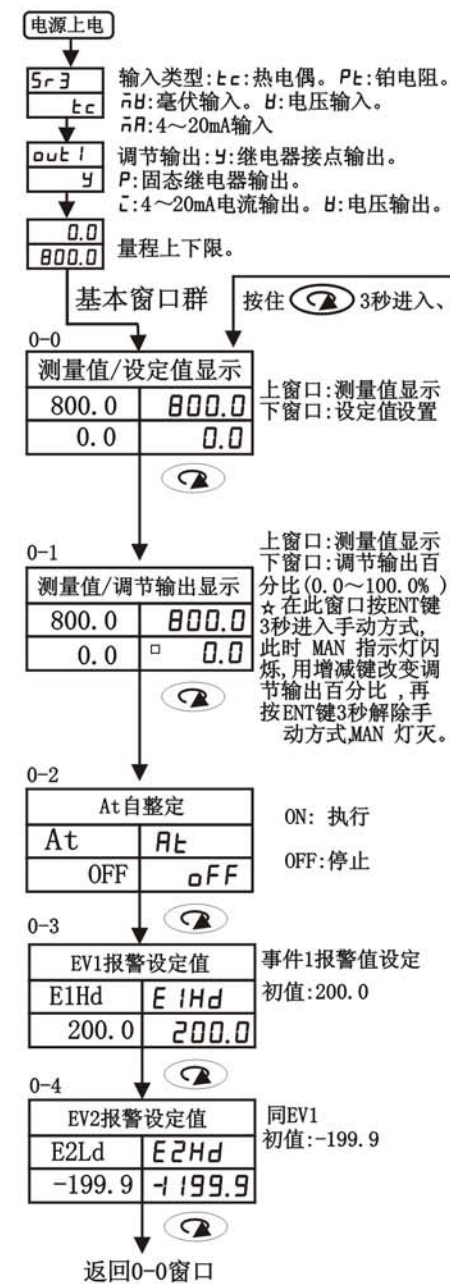 电源上电
Sr3
tc
输入类型:tc:热电偶。Pt:铂电阻。
:毫伏输入。:电压输入。
:4～20mA输入
out1
y
调节输出:y:继电器接点输出。
P:固态继电器输出。
:4～20mA电流输出。:电压输出。
0.0
800.0
量程上下限。
基本窗口群
按住 3秒进入、
0-0
测量值/设定值显示
800.0 800.0
0.0 0.0
上窗口:测量值显示
下窗口:设定值设置
0-1
测量值/调节输出显示
800.0 800.0
0.0 0.0
上窗口:测量值显示
下窗口:调节输出百
分比(0.0～100.0% )
☆在此窗口按ENT键
3秒进入手动方式,
此时 MAN 指示灯闪
烁,用增减键改变调
节输出百分比 ,再
按ENT键3秒解除手
动方式,MAN 灯灭。
0-2
At自整定
At At
OFF oFF
ON: 执行
OFF:停止
0-3
EV1报警设定值
E1Hd E1Hd
200.0 200.0
事件1报警值设定
初值:200.0
0-4
EV2报警设定值
E2Ld E2Hd
-199.9 -1199.9
同EV1
初值:-199.9
返回0-0窗口